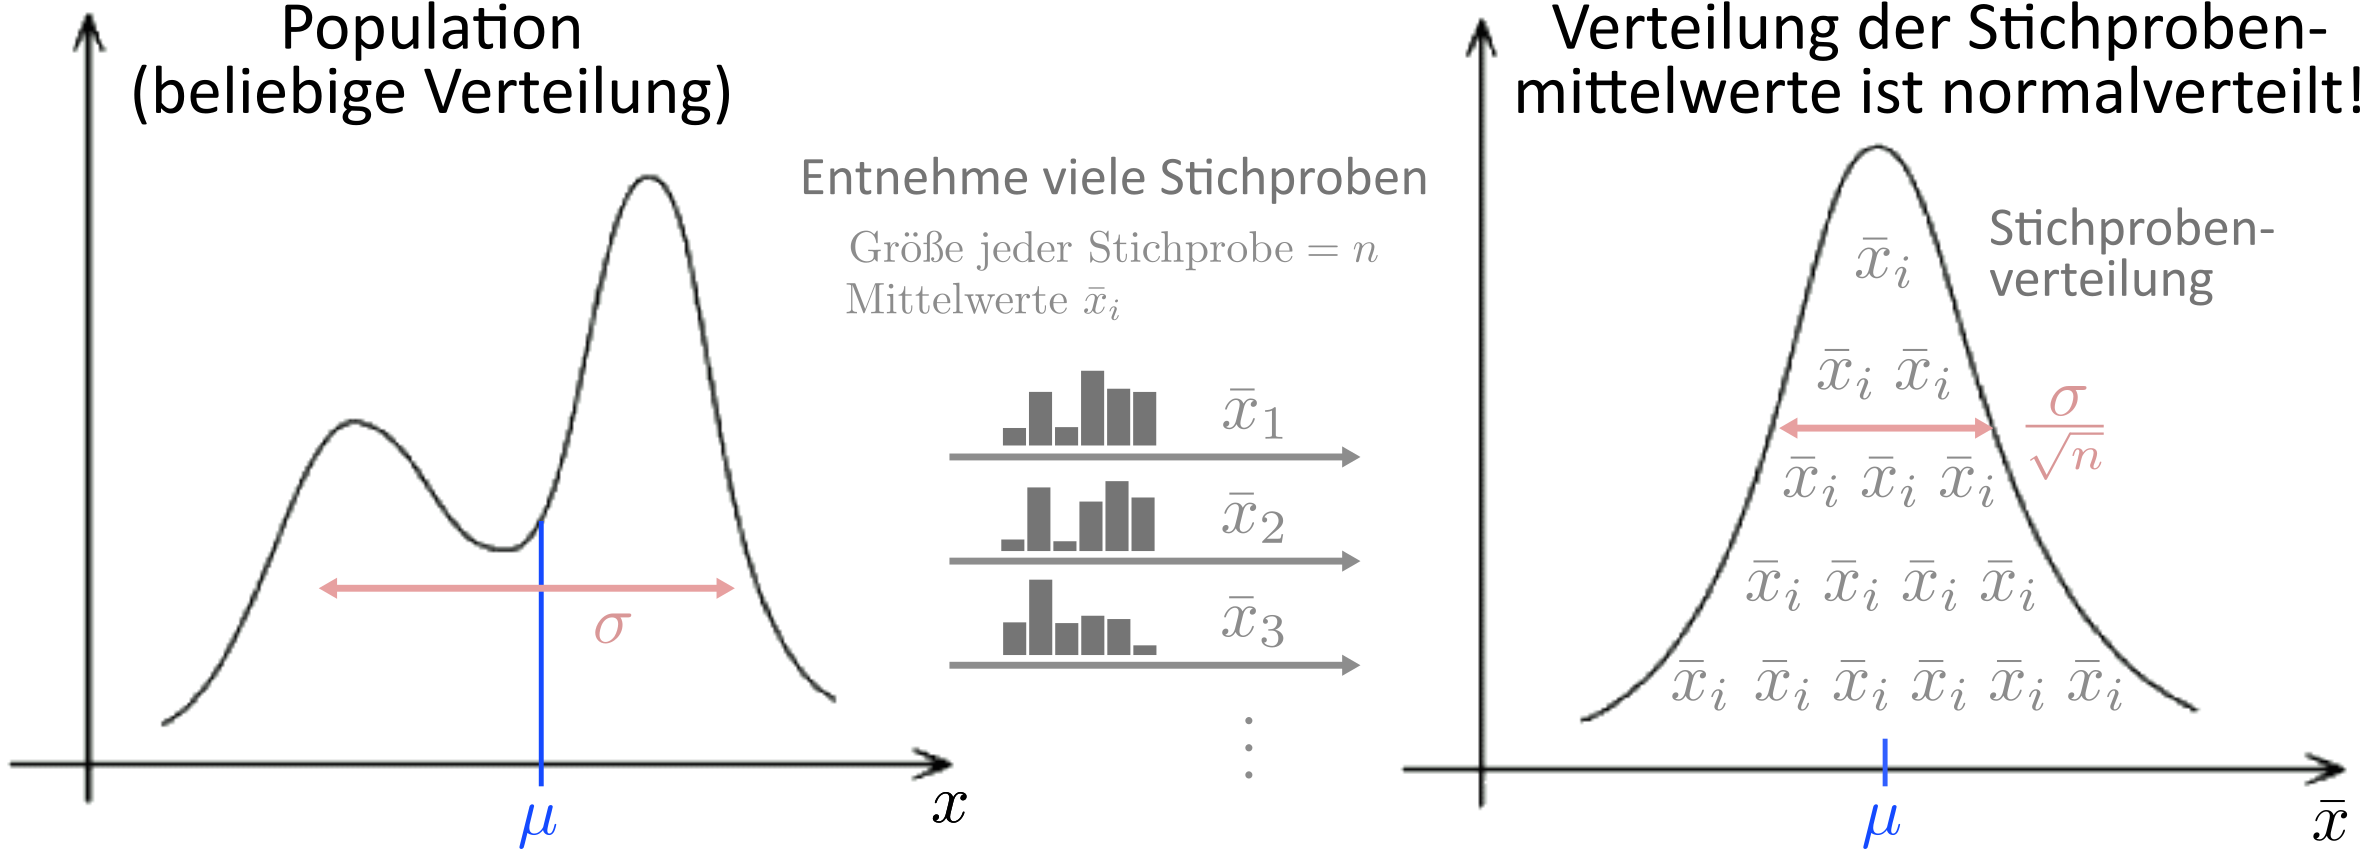 Population
(beliebige Verteilung)
σ
μ
x
Entnehme viele Stichproben
Größe jeder Stichprobe = n
Mittelwerte x̄ᵢ
x̄₁
x̄₂
x̄₃
⋮
Verteilung der Stichproben-
mittelwerte ist normalverteilt!
Stichproben-
verteilung
x̄ᵢ
x̄ᵢ x̄ᵢ
σ/√n
x̄ᵢ x̄ᵢ x̄ᵢ
x̄ᵢ x̄ᵢ x̄ᵢ x̄ᵢ
x̄ᵢ x̄ᵢ x̄ᵢ x̄ᵢ x̄ᵢ x̄ᵢ
μ
x̄